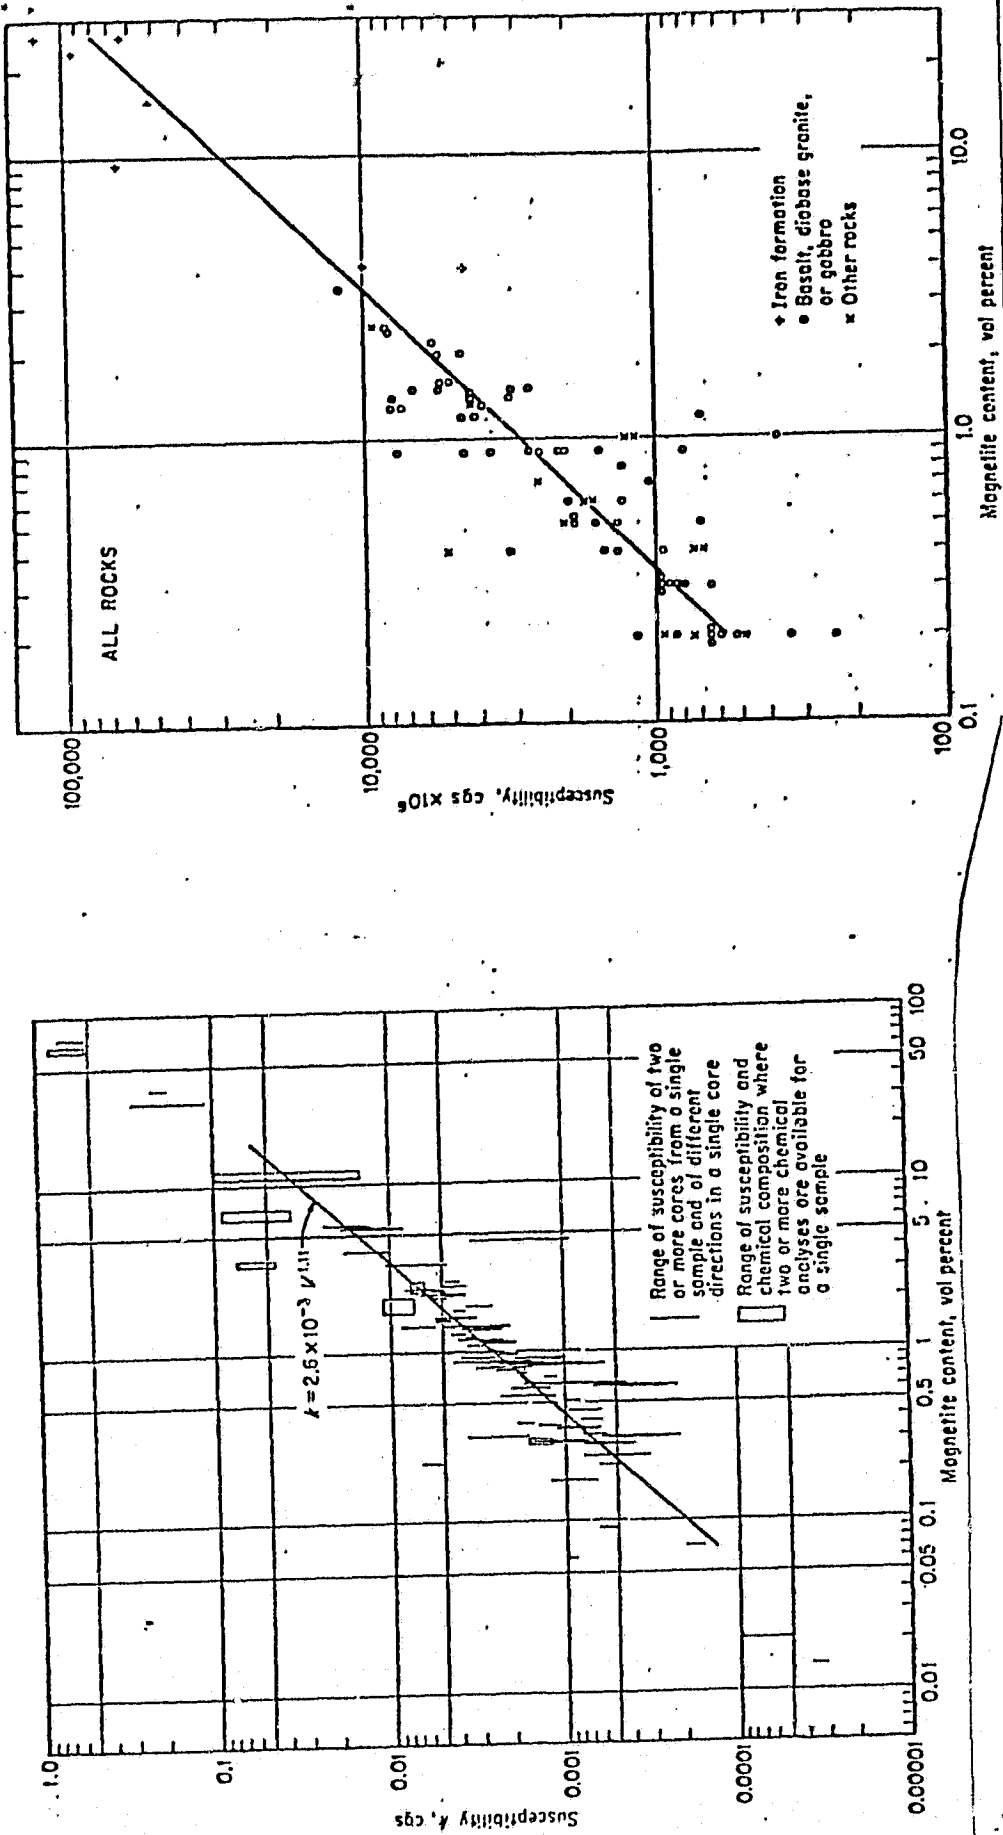 Susceptibility k, cgs
1.0
0.1
0.01
0.001
0.0001
0.00001
k = 2.6 × 10⁻³ V¹·¹¹
Range of susceptibility of two
or more cores from a single
sample and of different
directions in a single core
Range of susceptibility and
chemical composition where
two or more chemical
analyses are available for
a single sample
0.01
0.05
0.1
0.5
1
5
10
50
100
Magnetite content, vol percent
Susceptibility, cgs ×10⁶
100,000
10,000
1,000
100
ALL ROCKS
+ Iron formation
• Basalt, diabase granite,
or gabbro
× Other rocks
0.1
1.0
10.0
Magnetite content, vol percent